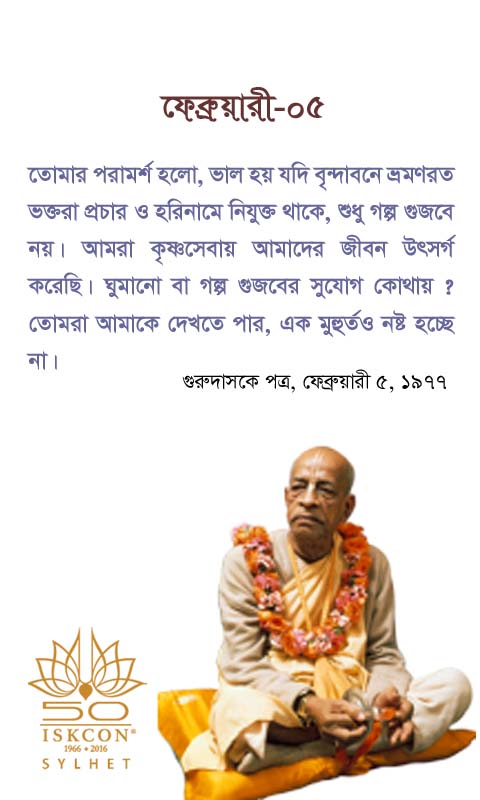 ফেব্রুয়ারী-০৫
তোমার পরামর্শ হলো, ভাল হয় যদি বৃন্দাবনে ভ্রমণরত
ভক্তরা প্রচার ও হরিনামে নিযুক্ত থাকে, শুধু গল্প গুজবে
নয়। আমরা কৃষ্ণসেবায় আমাদের জীবন উৎসর্গ
করেছি। ঘুমানো বা গল্প গুজবের সুযোগ কোথায় ?
তোমরা আমাকে দেখতে পার, এক মুহুর্তও নষ্ট হচ্ছে
না।
গুরুদাসকে পত্র, ফেব্রুয়ারী ৫, ১৯৭৭
50
ISKCON®
1966 • 2016
SYLHET